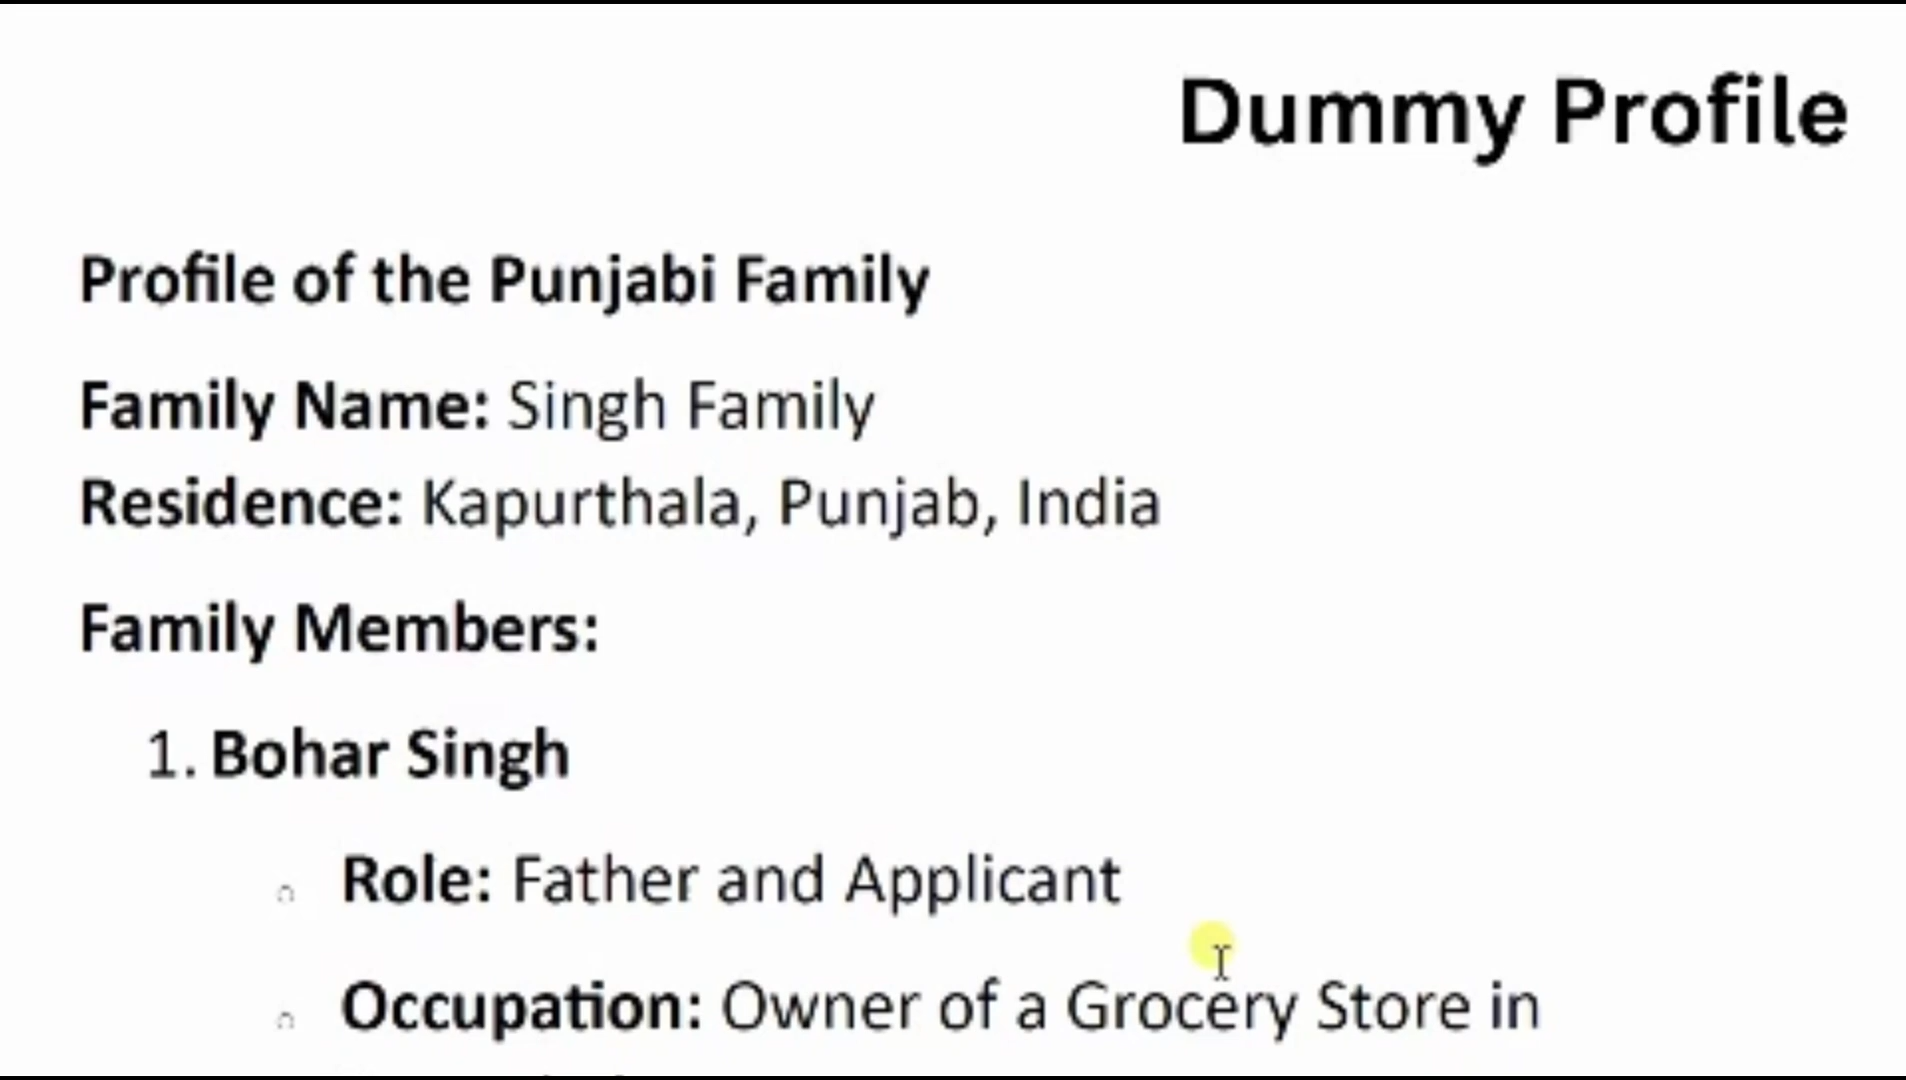 Dummy Profile
Profile of the Punjabi Family
Family Name: Singh Family
Residence: Kapurthala, Punjab, India
Family Members:
1. Bohar Singh
Role: Father and Applicant
Occupation: Owner of a Grocery Store in